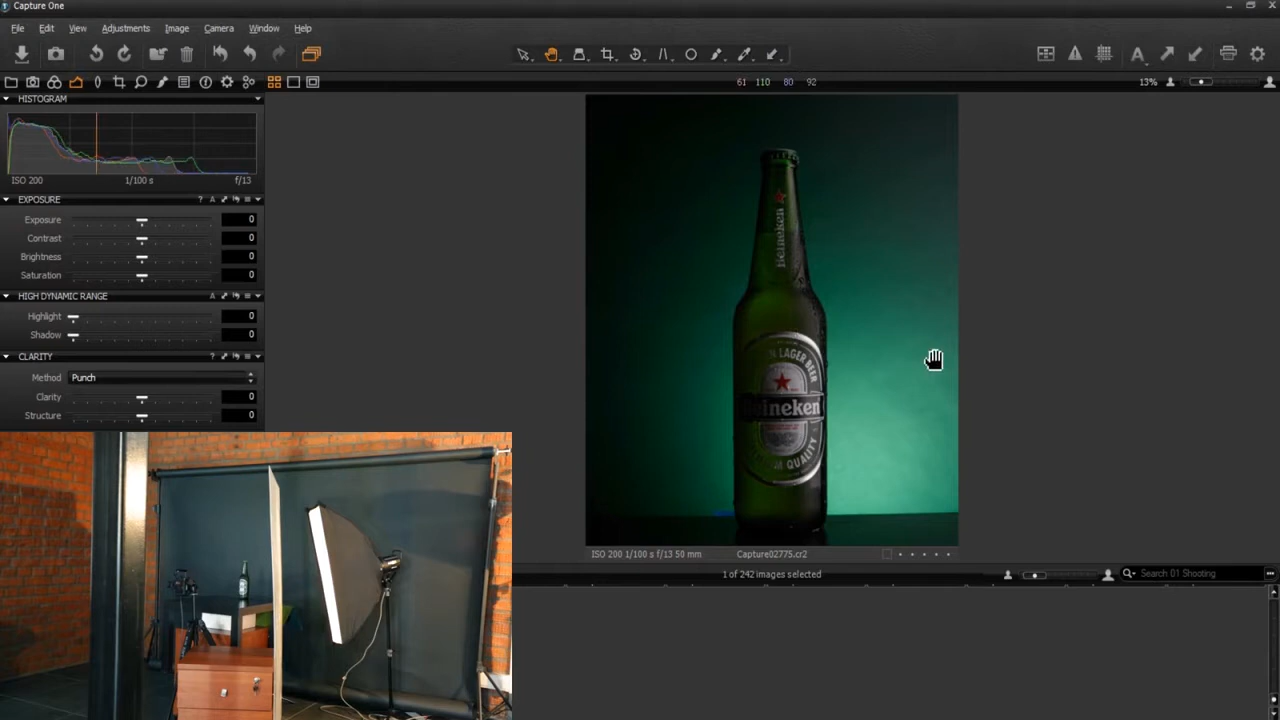 Capture One
File Edit View Adjustments Image Camera Window Help
61 110 80 92
13%
HISTOGRAM
ISO 200 1/100 s f/13
EXPOSURE
Exposure 0
Contrast 0
Brightness 0
Saturation 0
HIGH DYNAMIC RANGE
Highlight 0
Shadow 0
CLARITY
Method Punch
Clarity 0
Structure 0
Heineken
N LAGER BEER
Heineken
QUALITY
ISO 200 1/100 s f/13 50 mm Capture02775.cr2
1 of 242 images selected
Search 01 Shooting